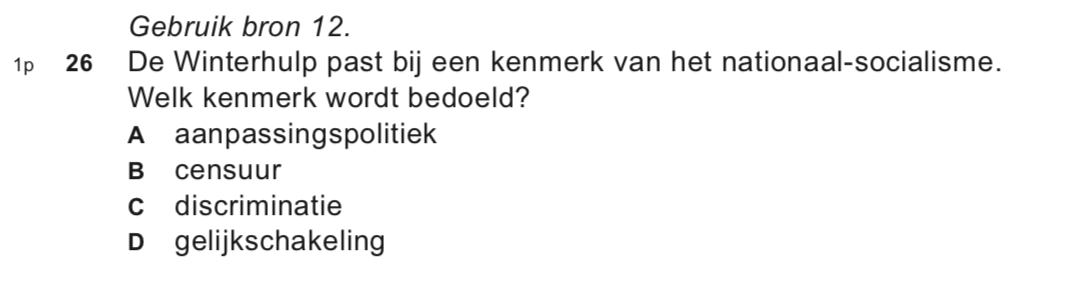 Gebruik bron 12.
1p 26 De Winterhulp past bij een kenmerk van het nationaal-socialisme.
Welk kenmerk wordt bedoeld?
A aanpassingspolitiek
B censuur
C discriminatie
D gelijkschakeling